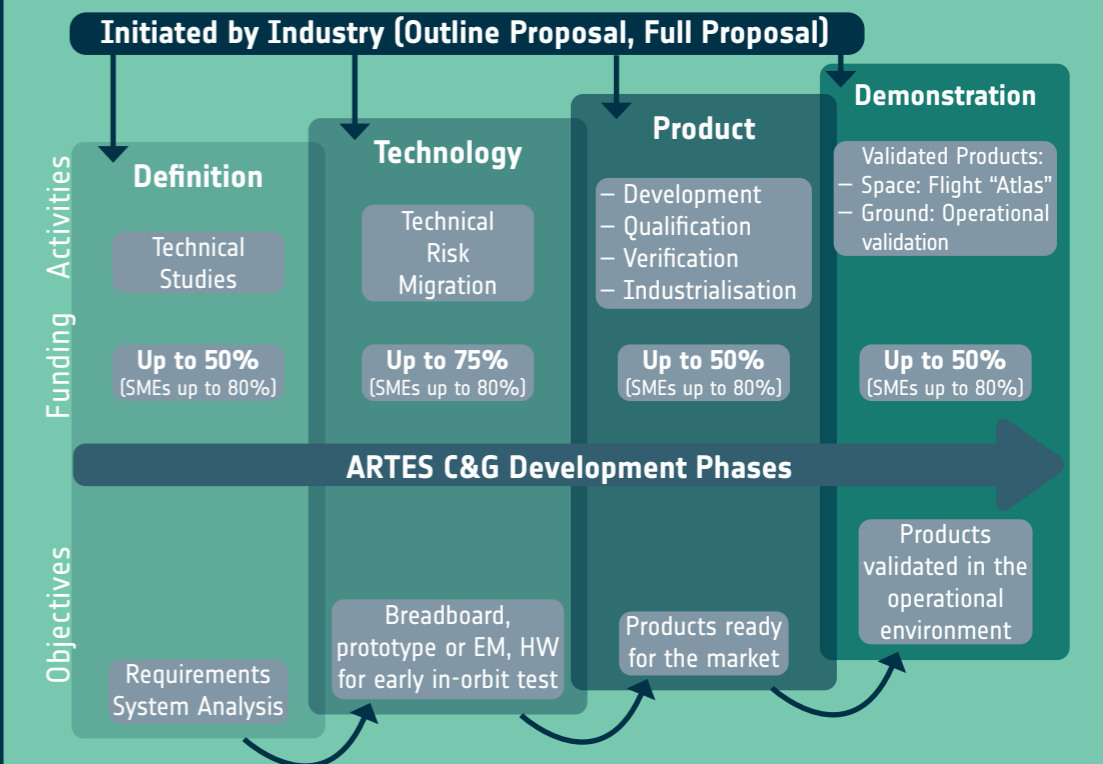 Initiated by Industry (Outline Proposal, Full Proposal)
Activities
Funding
Objectives
Definition
Technical
Studies
Up to 50%
(SMEs up to 80%)
Requirements
System Analysis
Technology
Technical
Risk
Migration
Up to 75%
(SMEs up to 80%)
Breadboard,
prototype or EM, HW
for early in-orbit test
Product
– Development
– Qualification
– Verification
– Industrialisation
Up to 50%
(SMEs up to 80%)
Products ready
for the market
Demonstration
Validated Products:
– Space: Flight “Atlas”
– Ground: Operational
validation
Up to 50%
(SMEs up to 80%)
Products
validated in the
operational
environment
ARTES C&G Development Phases